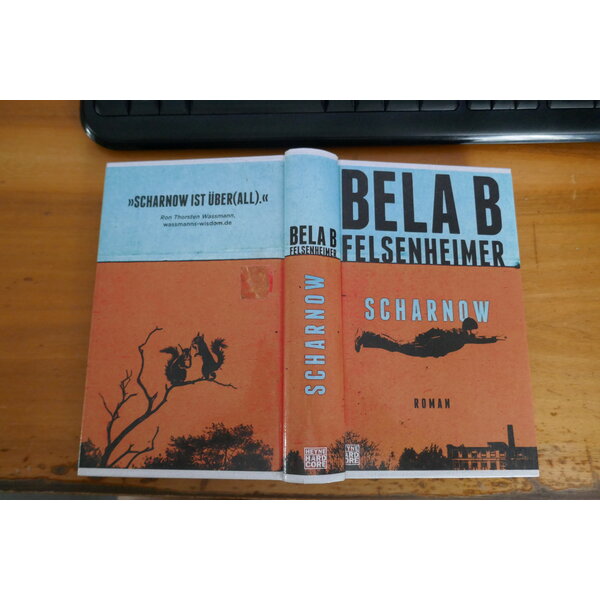 »SCHARNOW IST ÜBER(ALL).«
Ron Thorsten Wassmann,
wassmanns-wisdom.de
BELA B
FELSENHEIMER
SCHARNOW
HEYNE
HARD
CORE
BELA B
FELSENHEIMER
SCHARNOW
ROMAN
HEYNE
HARD
CORE